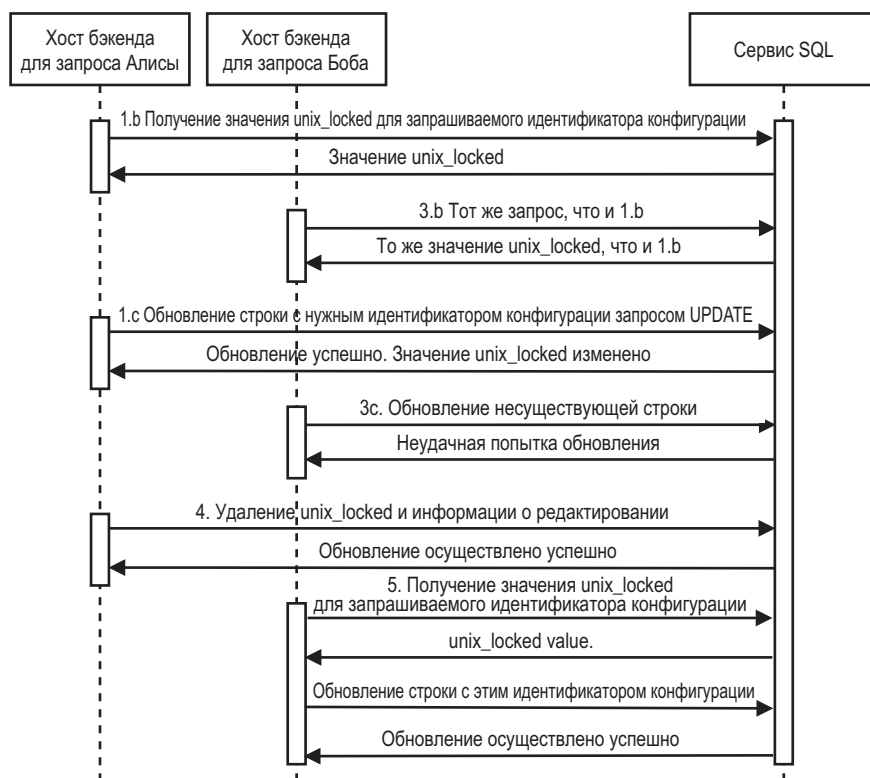 Хост бэкенда
для запроса Алисы
Хост бэкенда
для запроса Боба
Сервис SQL
1.b Получение значения unix_locked для запрашиваемого идентификатора конфигурации
Значение unix_locked
3.b Тот же запрос, что и 1.b
То же значение unix_locked, что и 1.b
1.c Обновление строки с нужным идентификатором конфигурации запросом UPDATE
Обновление успешно. Значение unix_locked изменено
3c. Обновление несуществующей строки
Неудачная попытка обновления
4. Удаление unix_locked и информации о редактировании
Обновление осуществлено успешно
5. Получение значения unix_locked
для запрашиваемого идентификатора конфигурации
unix_locked value.
Обновление строки с этим идентификатором конфигурации
Обновление осуществлено успешно